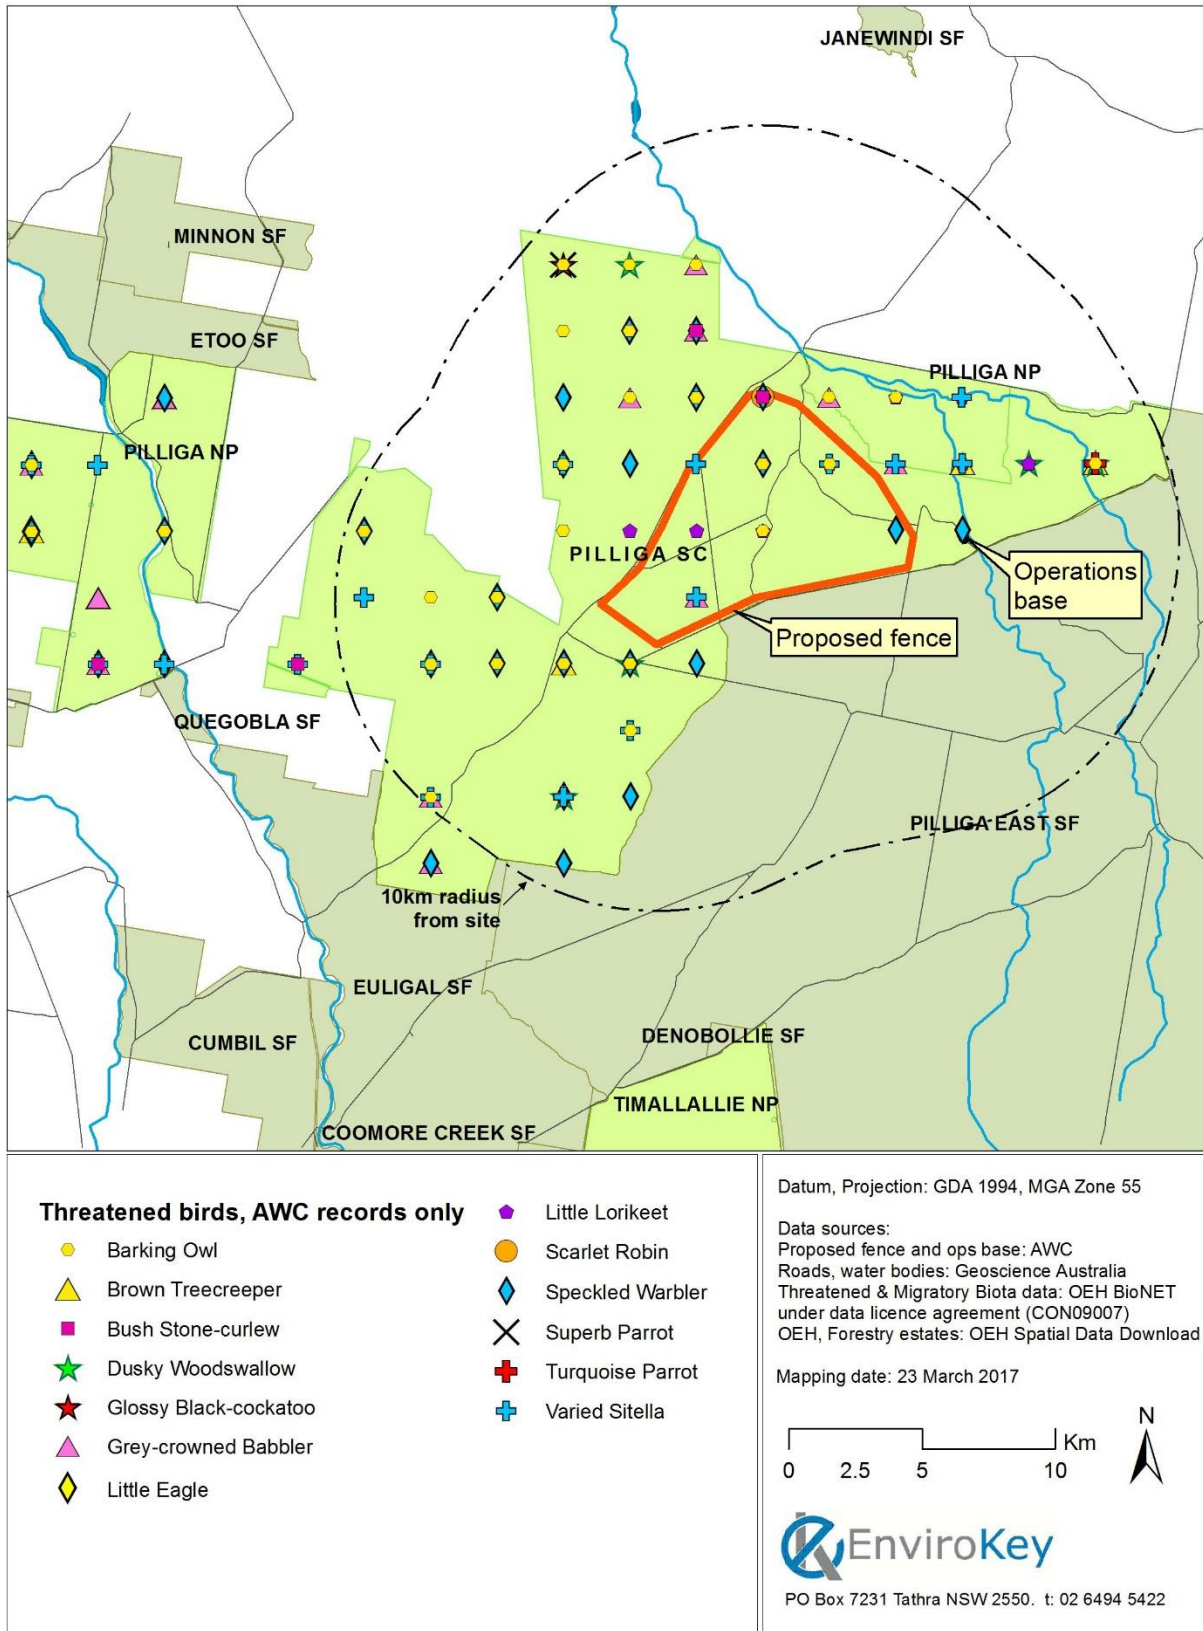 JANEWINDI SF
MINNON SF
ETOO SF
PILLIGA NP
PILLIGA NP
PILLIGA SC
Operations
base
Proposed fence
QUEGOBLA SF
PILLIGA EAST SF
10km radius
from site
EULIGAL SF
CUMBIL SF
DENOBOLLIE SF
TIMALLALLIE NP
COOMORE CREEK SF
Threatened birds, AWC records only
Barking Owl
Brown Treecreeper
Bush Stone-curlew
Dusky Woodswallow
Glossy Black-cockatoo
Grey-crowned Babbler
Little Eagle
Little Lorikeet
Scarlet Robin
Speckled Warbler
Superb Parrot
Turquoise Parrot
Varied Sitella
Datum, Projection: GDA 1994, MGA Zone 55
Data sources:
Proposed fence and ops base: AWC
Roads, water bodies: Geoscience Australia
Threatened & Migratory Biota data: OEH BioNET
under data licence agreement (CON09007)
OEH, Forestry estates: OEH Spatial Data Download
Mapping date: 23 March 2017
Km
0 2.5 5 10
N
EnviroKey
PO Box 7231 Tathra NSW 2550. t: 02 6494 5422